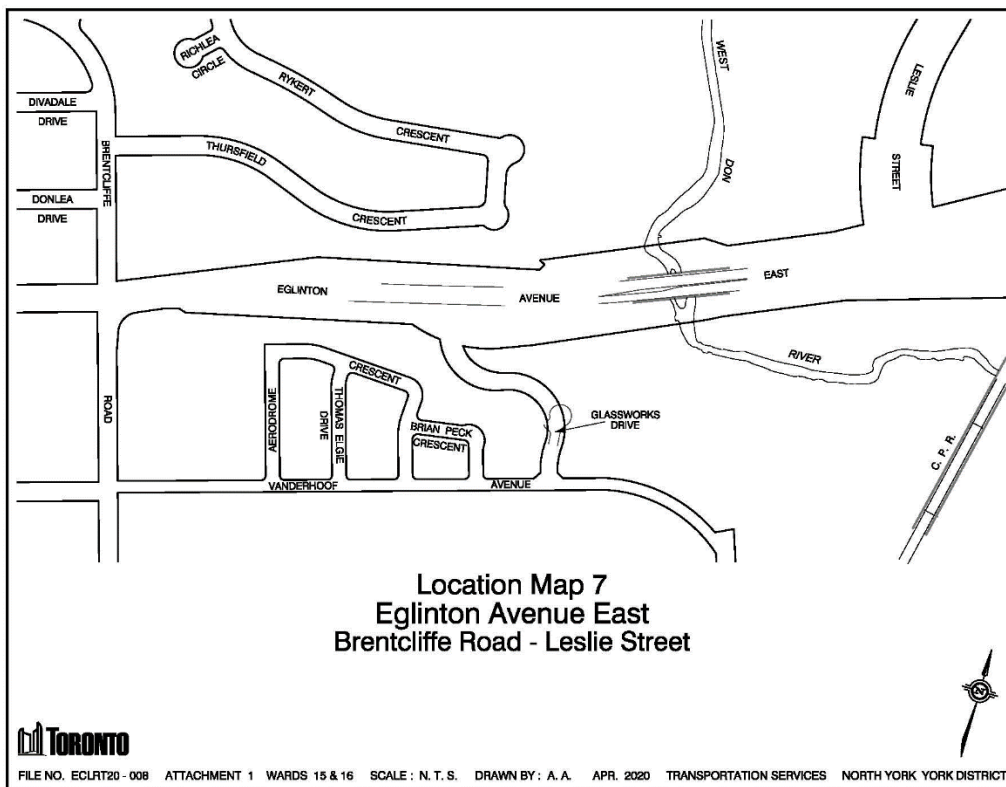 RICHLEA
CIRCLE
RYKERT
CRESCENT
WEST
DON
LESLIE
STREET
DIVADALE
DRIVE
BRENTCLIFFE
THURSFIELD
CRESCENT
DONLEA
DRIVE
EGLINTON
AVENUE
EAST
RIVER
ROAD
AERODROME
CRESCENT
THOMAS ELGIE
DRIVE
BRIAN PECK
CRESCENT
GLASSWORKS
DRIVE
C. P. R.
VANDERHOOF
AVENUE
Location Map 7
Eglinton Avenue East
Brentcliffe Road - Leslie Street
N
TORONTO
FILE NO. ECLRT20 - 008 ATTACHMENT 1 WARDS 15 & 16 SCALE : N. T. S. DRAWN BY : A. A. APR. 2020 TRANSPORTATION SERVICES NORTH YORK YORK DISTRICT